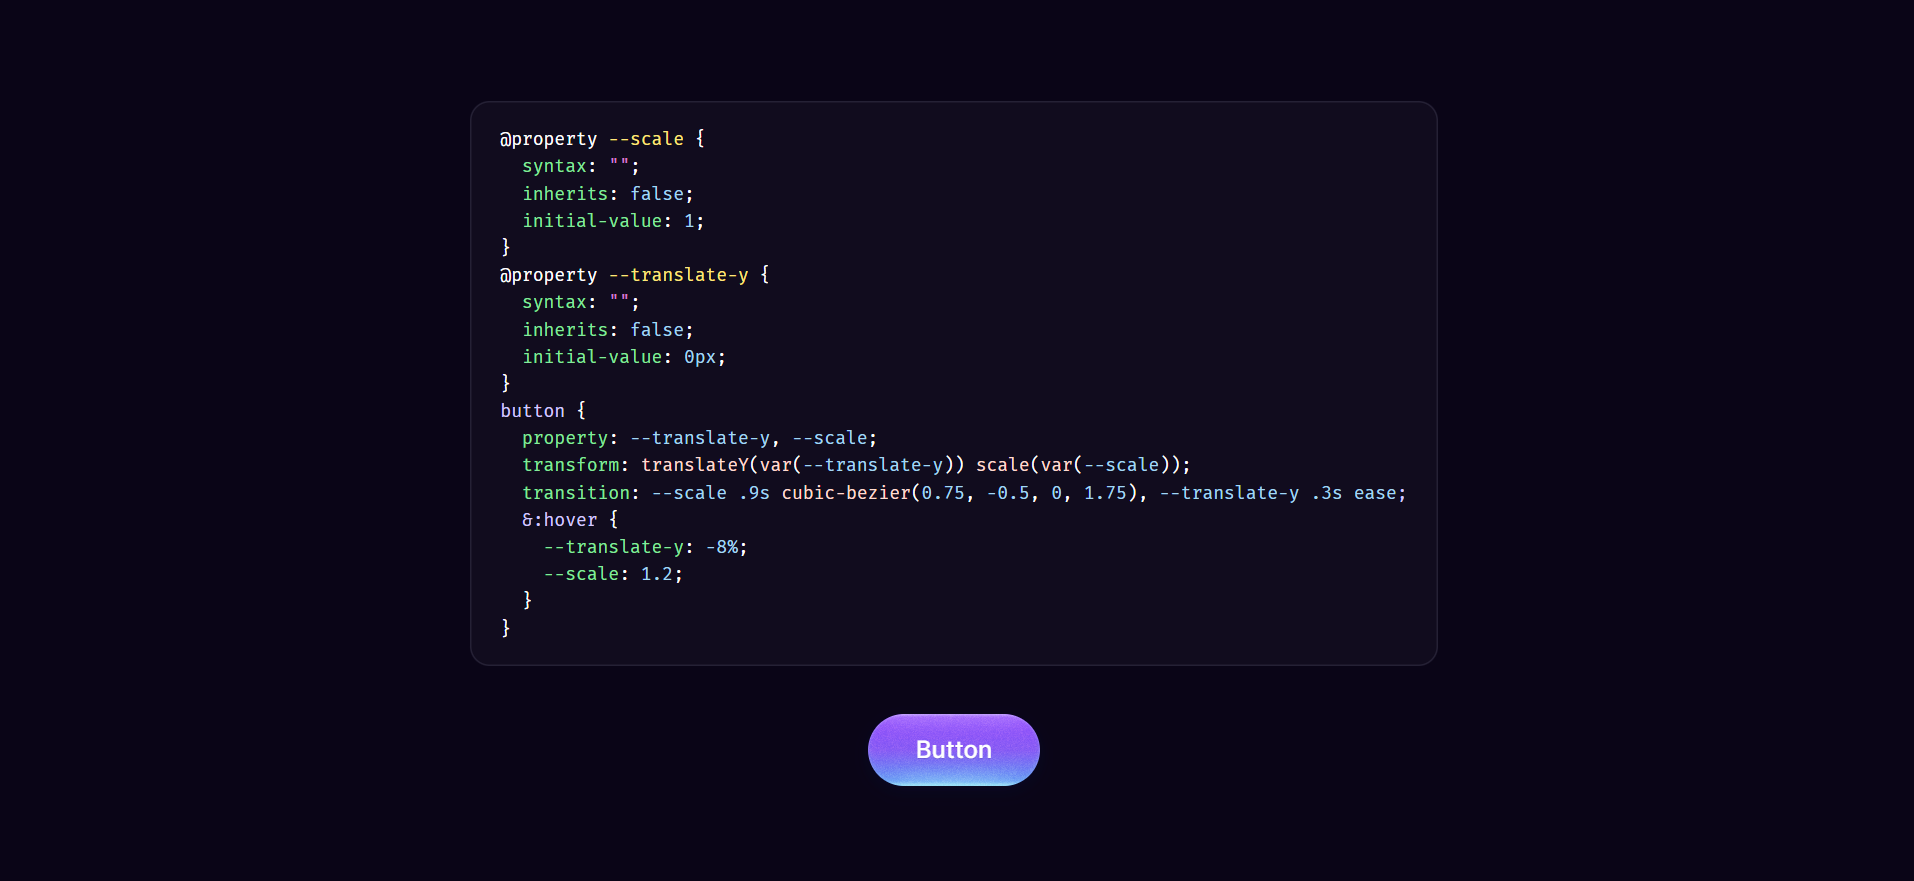 @property --scale {
  syntax: "";
  inherits: false;
  initial-value: 1;
}
@property --translate-y {
  syntax: "";
  inherits: false;
  initial-value: 0px;
}
button {
  property: --translate-y, --scale;
  transform: translateY(var(--translate-y)) scale(var(--scale));
  transition: --scale .9s cubic-bezier(0.75, -0.5, 0, 1.75), --translate-y .3s ease;
  &:hover {
    --translate-y: -8%;
    --scale: 1.2;
  }
}
Button